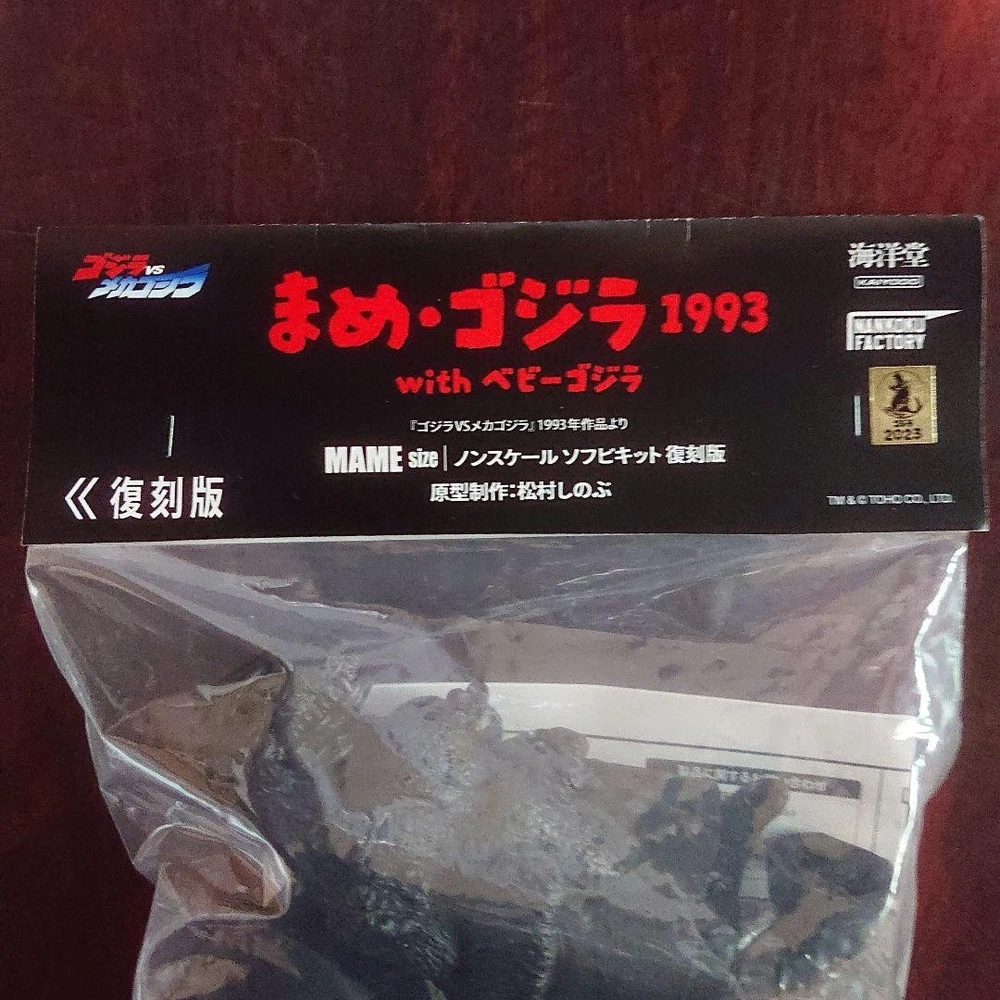 ゴジラVS
メカゴジラ
まめ・ゴジラ1993
with ベビーゴジラ
『ゴジラVSメカゴジラ』1993年作品より
MAME size | ノンスケール ソフビキット 復刻版
原型制作:松村しのぶ
≪ 復刻版
海洋堂
KAIYODO
NANKOKU
FACTORY
2023
TM & © TOHO CO., LTD.